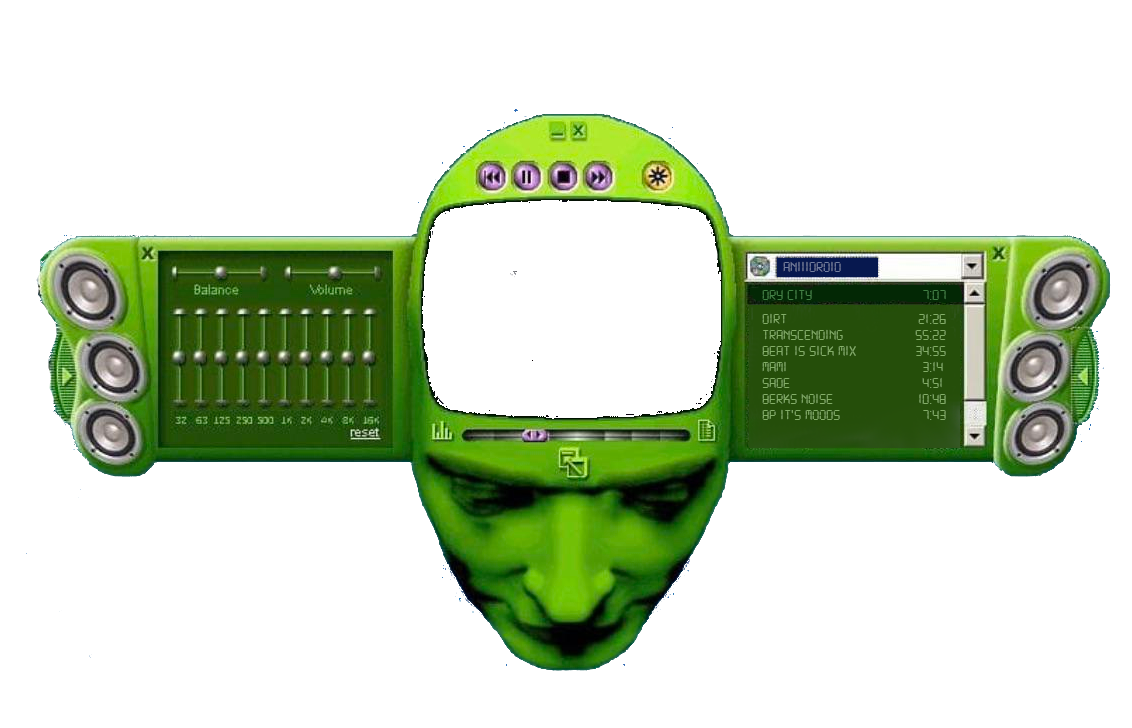 X
X
X
Balance Volume
32 63 125 250 500 1K 2K 4K 8K 16K
reset
ANIIIDROID
DRY CITY 7:07
DIRT 21:26
TRANSCENDING 55:22
BEAT IS SICK MIX 34:55
MAMI 3:14
SADE 4:51
BERKS NOISE 10:48
BP IT'S MOODS 7:43